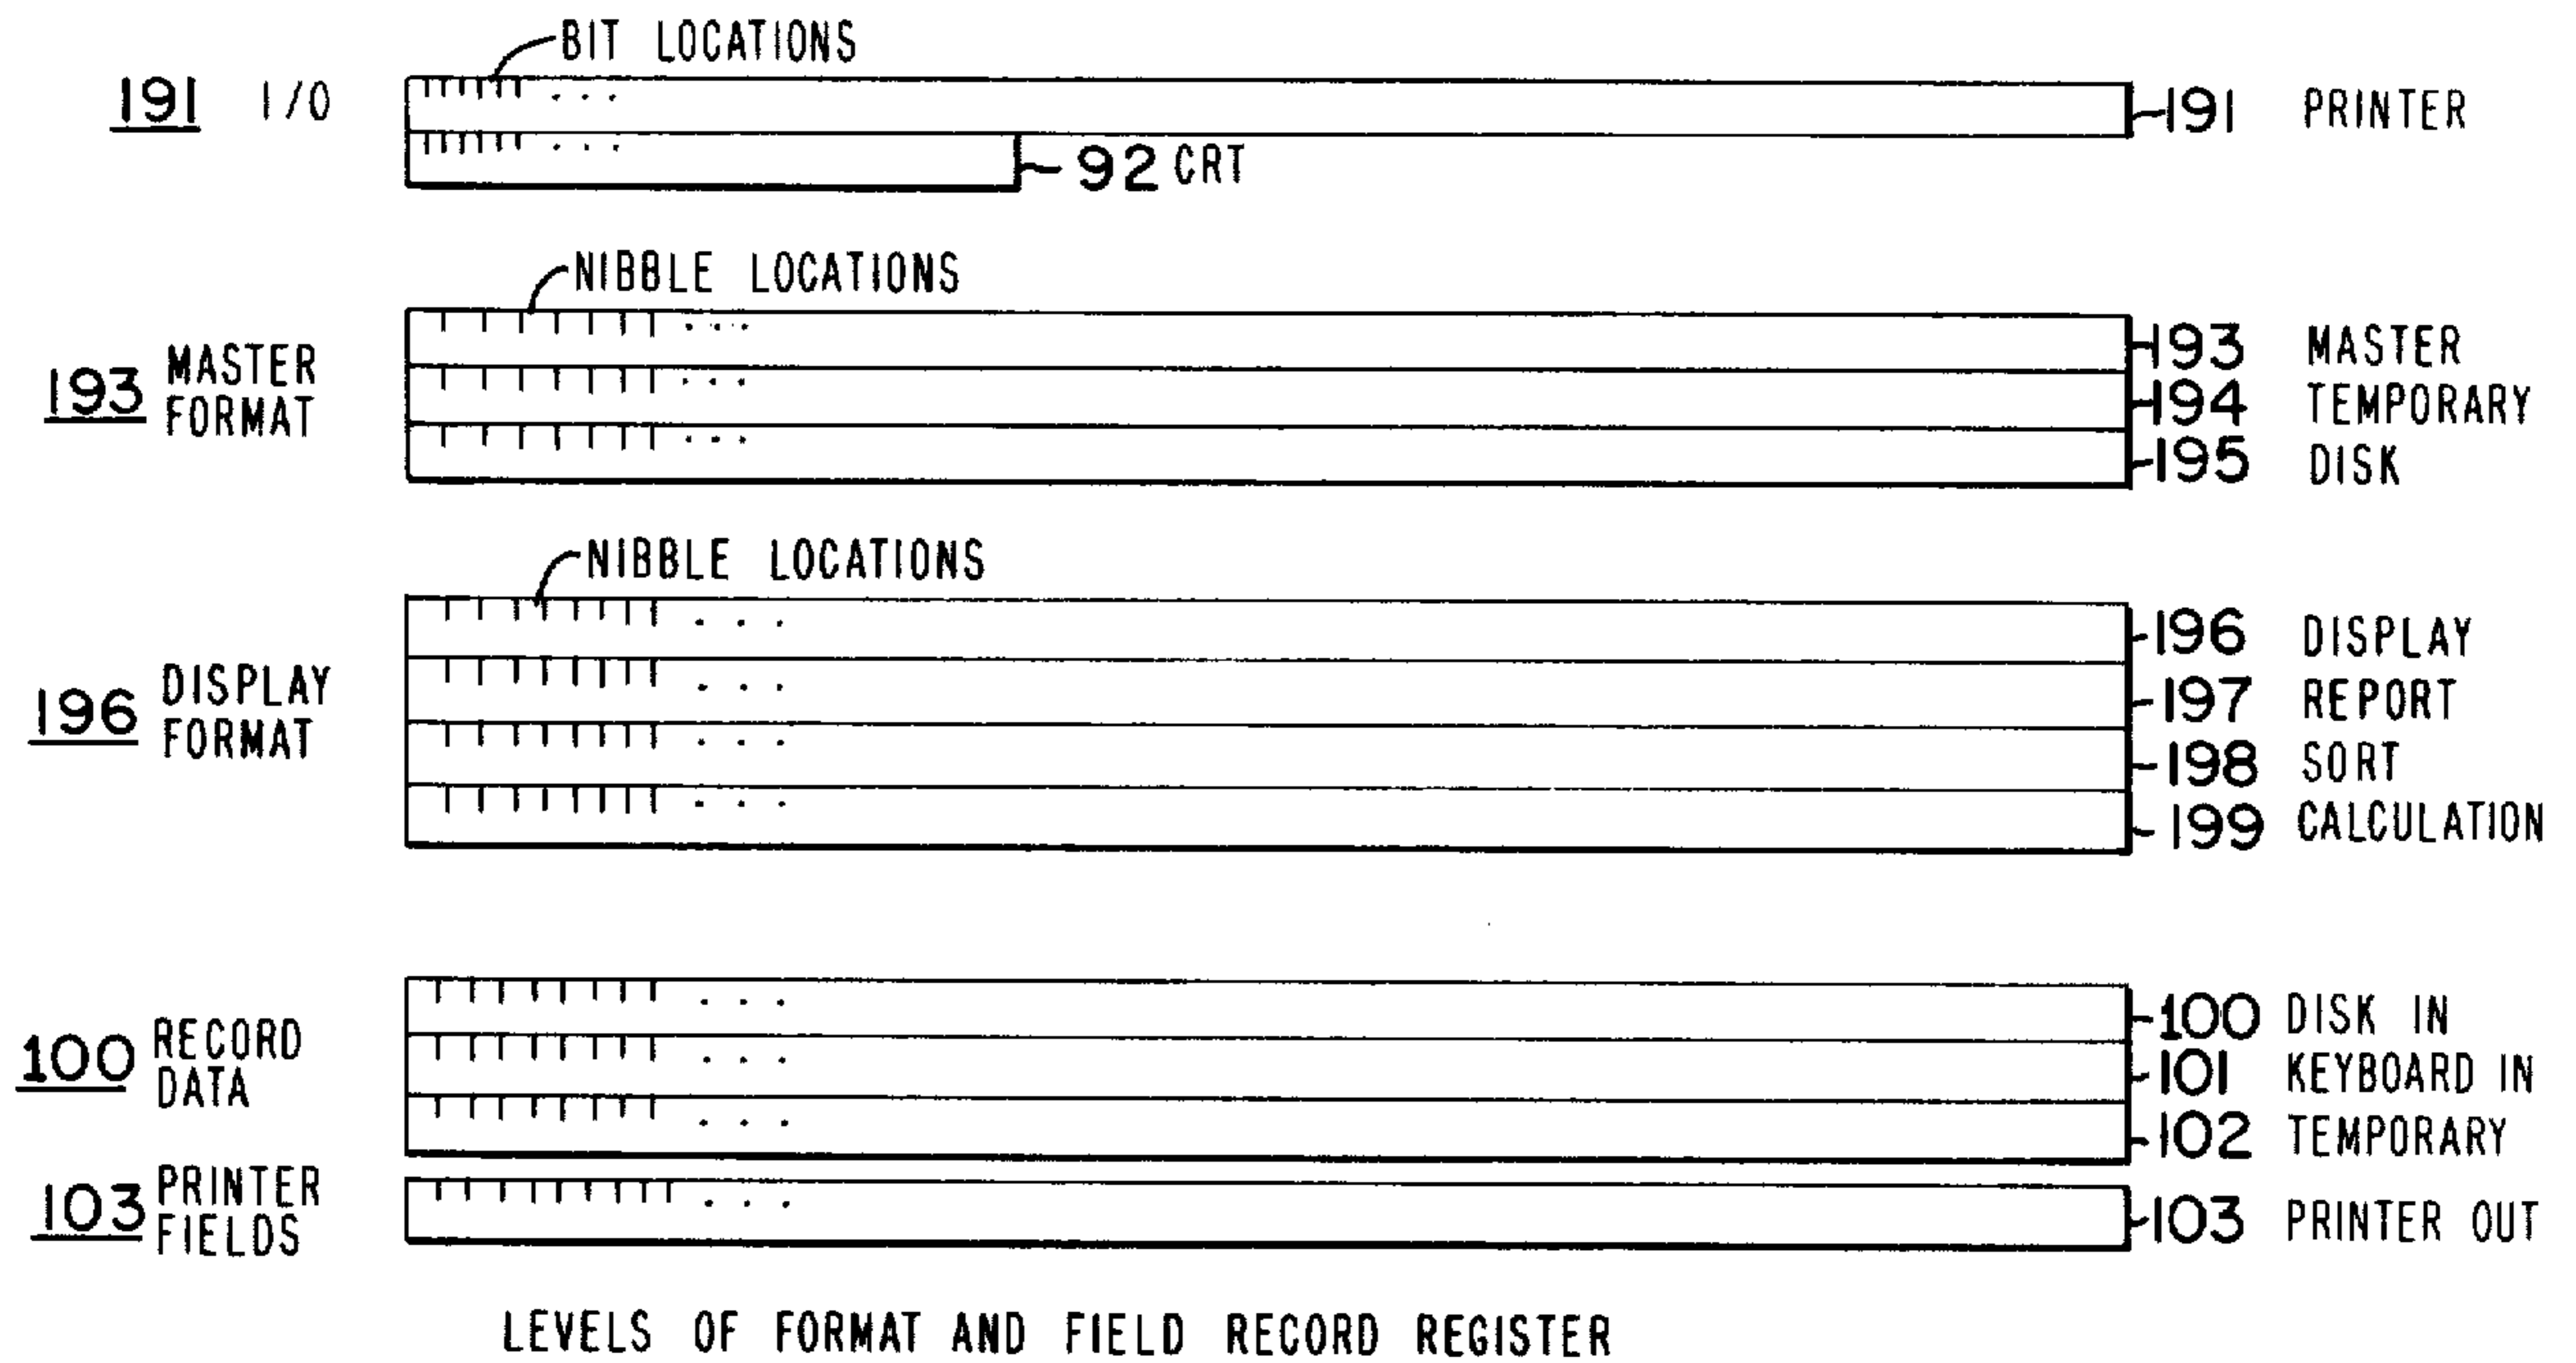 BIT LOCATIONS
191 I/O
191 PRINTER
92 CRT
NIBBLE LOCATIONS
193 MASTER
FORMAT
193 MASTER
194 TEMPORARY
195 DISK
NIBBLE LOCATIONS
196 DISPLAY
FORMAT
196 DISPLAY
197 REPORT
198 SORT
199 CALCULATION
100 RECORD
DATA
100 DISK IN
101 KEYBOARD IN
102 TEMPORARY
103 PRINTER
FIELDS
103 PRINTER OUT
LEVELS OF FORMAT AND FIELD RECORD REGISTER